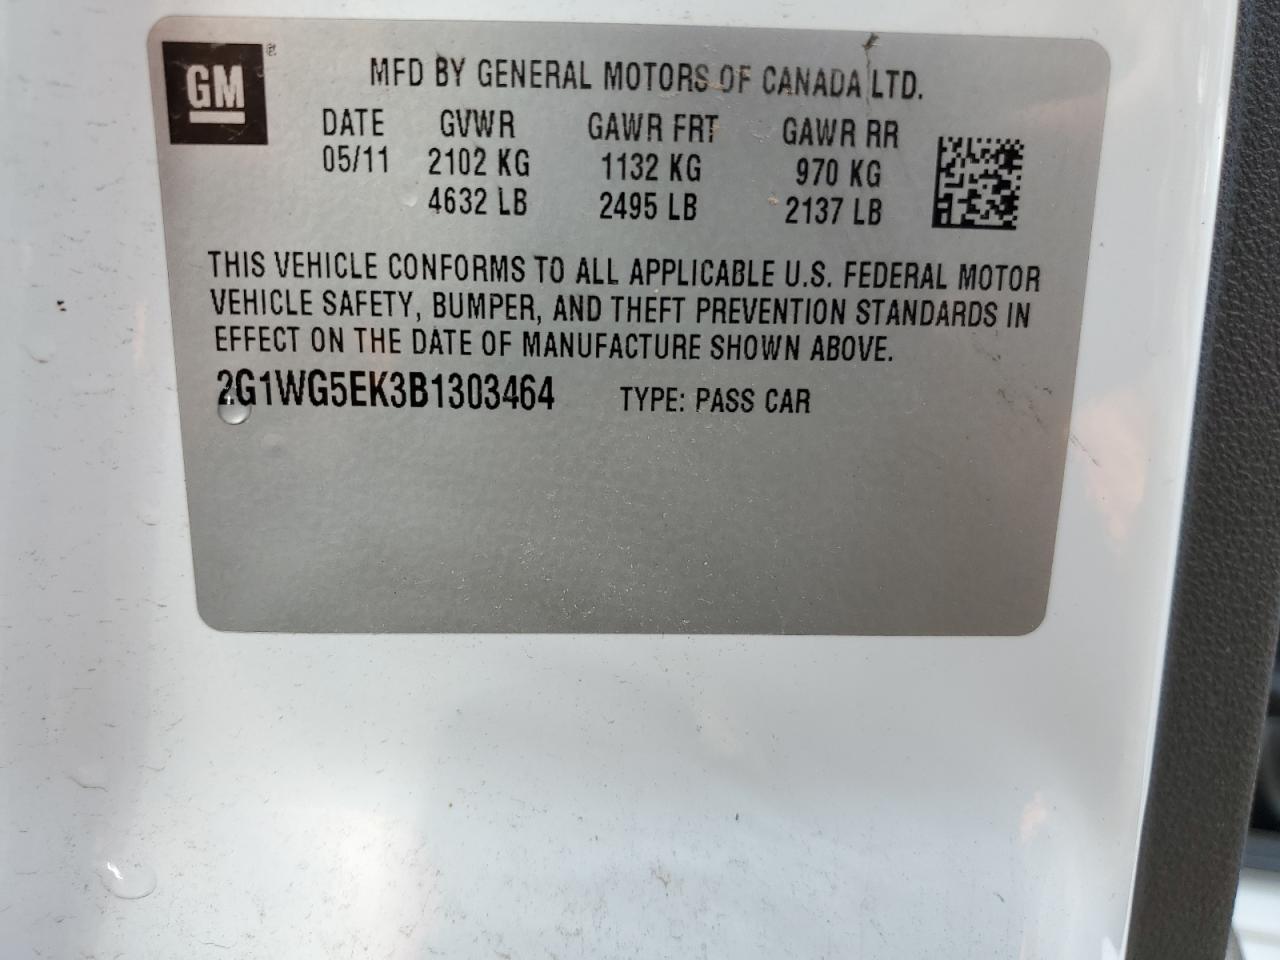 GM ®
MFD BY GENERAL MOTORS OF CANADA LTD.
DATE GVWR GAWR FRT GAWR RR
05/11 2102 KG 1132 KG 970 KG
4632 LB 2495 LB 2137 LB
THIS VEHICLE CONFORMS TO ALL APPLICABLE U.S. FEDERAL MOTOR
VEHICLE SAFETY, BUMPER, AND THEFT PREVENTION STANDARDS IN
EFFECT ON THE DATE OF MANUFACTURE SHOWN ABOVE.
2G1WG5EK3B1303464 TYPE: PASS CAR